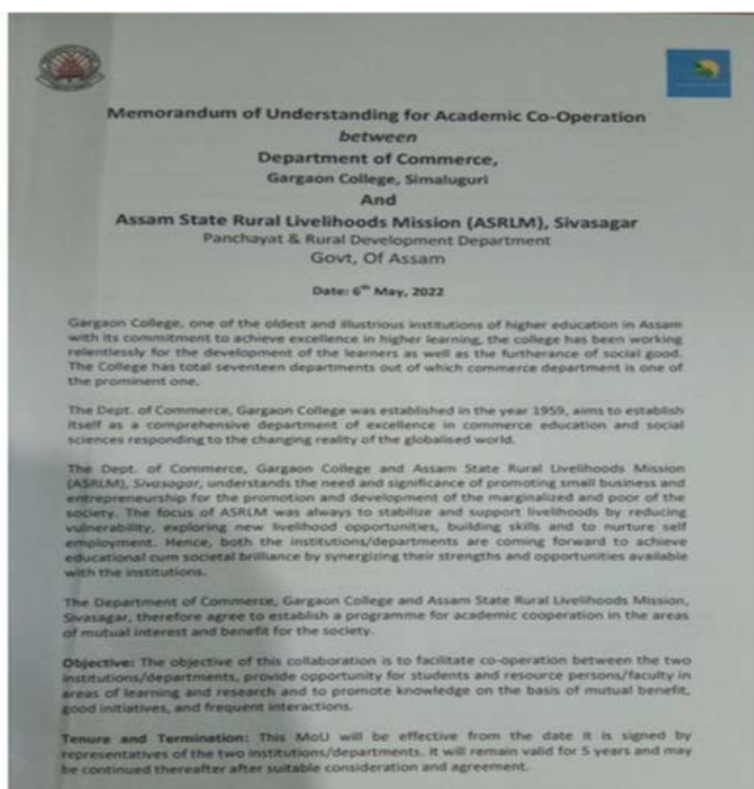 Memorandum of Understanding for Academic Co-Operation
between
Department of Commerce,
Gargaon College, Simaluguri
And
Assam State Rural Livelihoods Mission (ASRLM), Sivasagar
Panchayat & Rural Development Department
Govt, Of Assam
Date: 6th May, 2022
Gargaon College, one of the oldest and illustrious institutions of higher education in Assam
with its commitment to achieve excellence in higher learning, the college has been working
relentlessly for the development of the learners as well as the furtherance of social good.
The College has total seventeen departments out of which commerce department is one of
the prominent one.
The Dept. of Commerce, Gargaon College was established in the year 1959, aims to establish
itself as a comprehensive department of excellence in commerce education and social
sciences responding to the changing reality of the globalised world.
The Dept. of Commerce, Gargaon College and Assam State Rural Livelihoods Mission
(ASRLM), Sivasagar, understands the need and significance of promoting small business and
entrepreneurship for the promotion and development of the marginalized and poor of the
society. The focus of ASRLM was always to stabilize and support livelihoods by reducing
vulnerability, exploring new livelihood opportunities, building skills and to nurture self
employment. Hence, both the institutions/departments are coming forward to achieve
educational cum societal brilliance by synergizing their strengths and opportunities available
with the institutions.
The Department of Commerce, Gargaon College and Assam State Rural Livelihoods Mission,
Sivasagar, therefore agree to establish a programme for academic cooperation in the areas
of mutual interest and benefit for the society.
Objective: The objective of this collaboration is to facilitate co-operation between the two
institutions/departments, provide opportunity for students and resource persons/faculty in
areas of learning and research and to promote knowledge on the basis of mutual benefit,
good initiatives, and frequent interactions.
Tenure and Termination: This MoU will be effective from the date it is signed by
representatives of the two institutions/departments. It will remain valid for 5 years and may
be continued thereafter after suitable consideration and agreement.